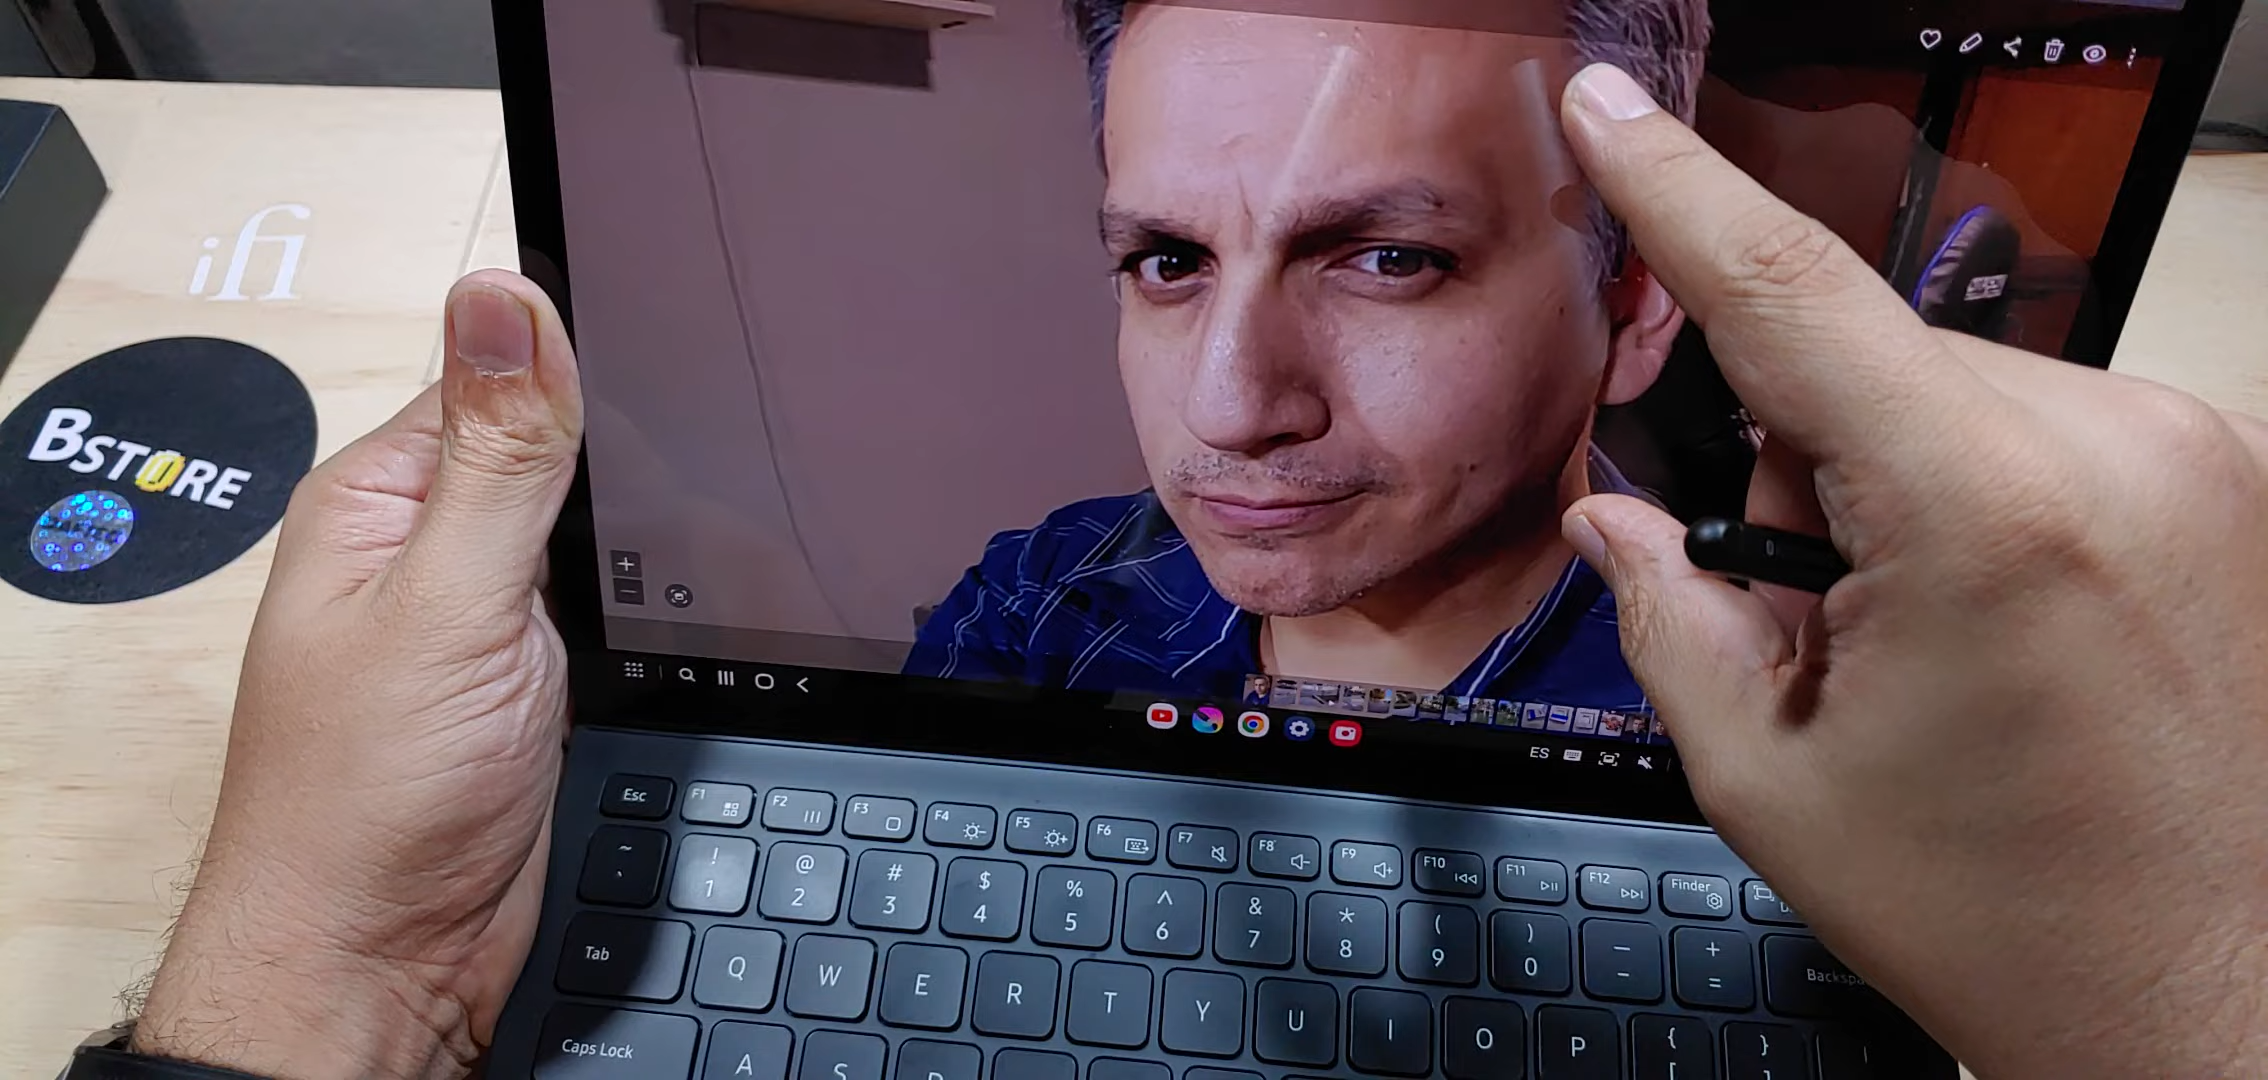 ifi
BSTORE
ES
Esc
F1
F2
F3
F4
F5
F6
F7
F8
F9
F10
F11
F12
Finder
~ `
! 1
@ 2
# 3
$ 4
% 5
^ 6
& 7
* 8
( 9
) 0
— -
+ =
Backspa
Tab
Q
W
E
R
T
Y
U
I
O
P
{ [
}
Caps Lock
A
S